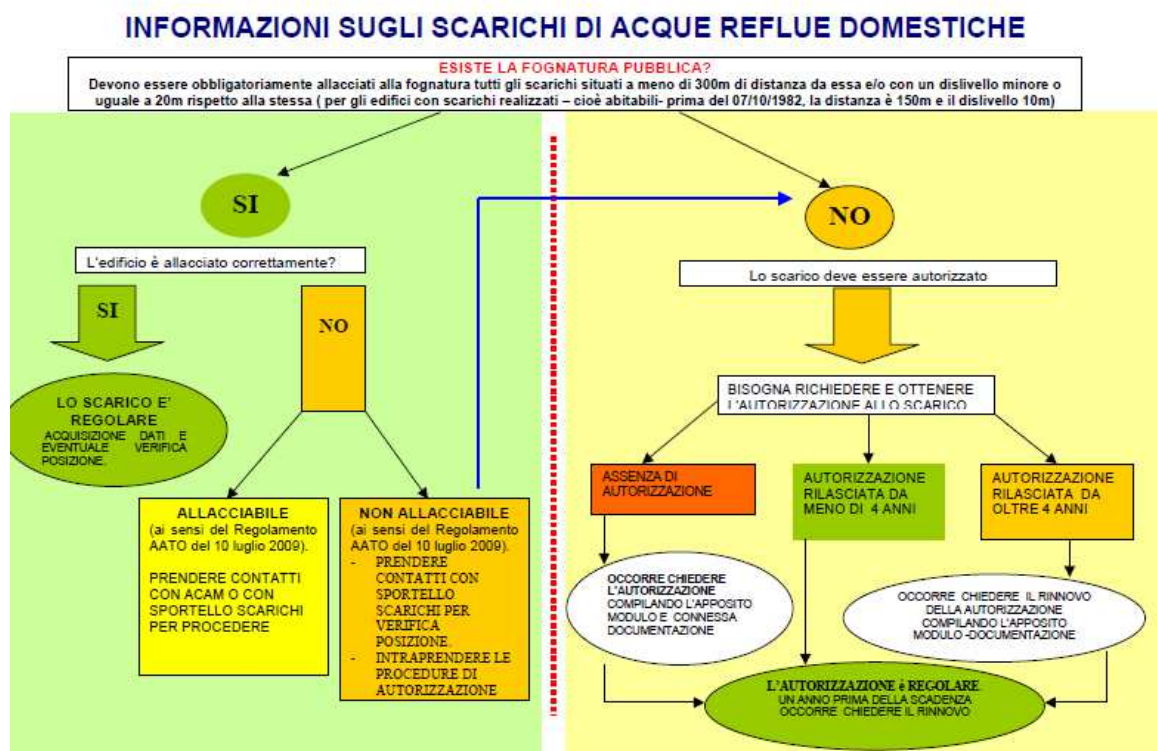 INFORMAZIONI SUGLI SCARICHI DI ACQUE REFLUE DOMESTICHE
ESISTE LA FOGNATURA PUBBLICA?
Devono essere obbligatoriamente allacciati alla fognatura tutti gli scarichi situati a meno di 300m di distanza da essa e/o con un dislivello minore o
uguale a 20m rispetto alla stessa ( per gli edifici con scarichi realizzati – cioè abitabili- prima del 07/10/1982, la distanza è 150m e il dislivello 10m)
SI
L'edificio è allacciato correttamente?
SI
NO
LO SCARICO E'
REGOLARE
ACQUISIZIONE DATI E
EVENTUALE VERIFICA
POSIZIONE.
ALLACCIABILE
(ai sensi del Regolamento
AATO del 10 luglio 2009).
PRENDERE CONTATTI
CON ACAM O CON
SPORTELLO SCARICHI
PER PROCEDERE
NON ALLACCIABILE
(ai sensi del Regolamento
AATO del 10 luglio 2009).
- PRENDERE
CONTATTI CON
SPORTELLO
SCARICHI PER
VERIFICA
POSIZIONE.
- INTRAPRENDERE LE
PROCEDURE DI
AUTORIZZAZIONE
NO
Lo scarico deve essere autorizzato
BISOGNA RICHIEDERE E OTTENERE
L'AUTORIZZAZIONE ALLO SCARICO
ASSENZA DI
AUTORIZZAZIONE
AUTORIZZAZIONE
RILASCIATA DA
MENO DI 4 ANNI
AUTORIZZAZIONE
RILASCIATA DA
OLTRE 4 ANNI
OCCORRE CHIEDERE
L'AUTORIZZAZIONE
COMPILANDO L'APPOSITO
MODULO E CONNESSA
DOCUMENTAZIONE
OCCORRE CHIEDERE IL RINNOVO
DELLA AUTORIZZAZIONE
COMPILANDO L'APPOSITO
MODULO -DOCUMENTAZIONE
L'AUTORIZZAZIONE è REGOLARE.
UN ANNO PRIMA DELLA SCADENZA
OCCORRE CHIEDERE IL RINNOVO